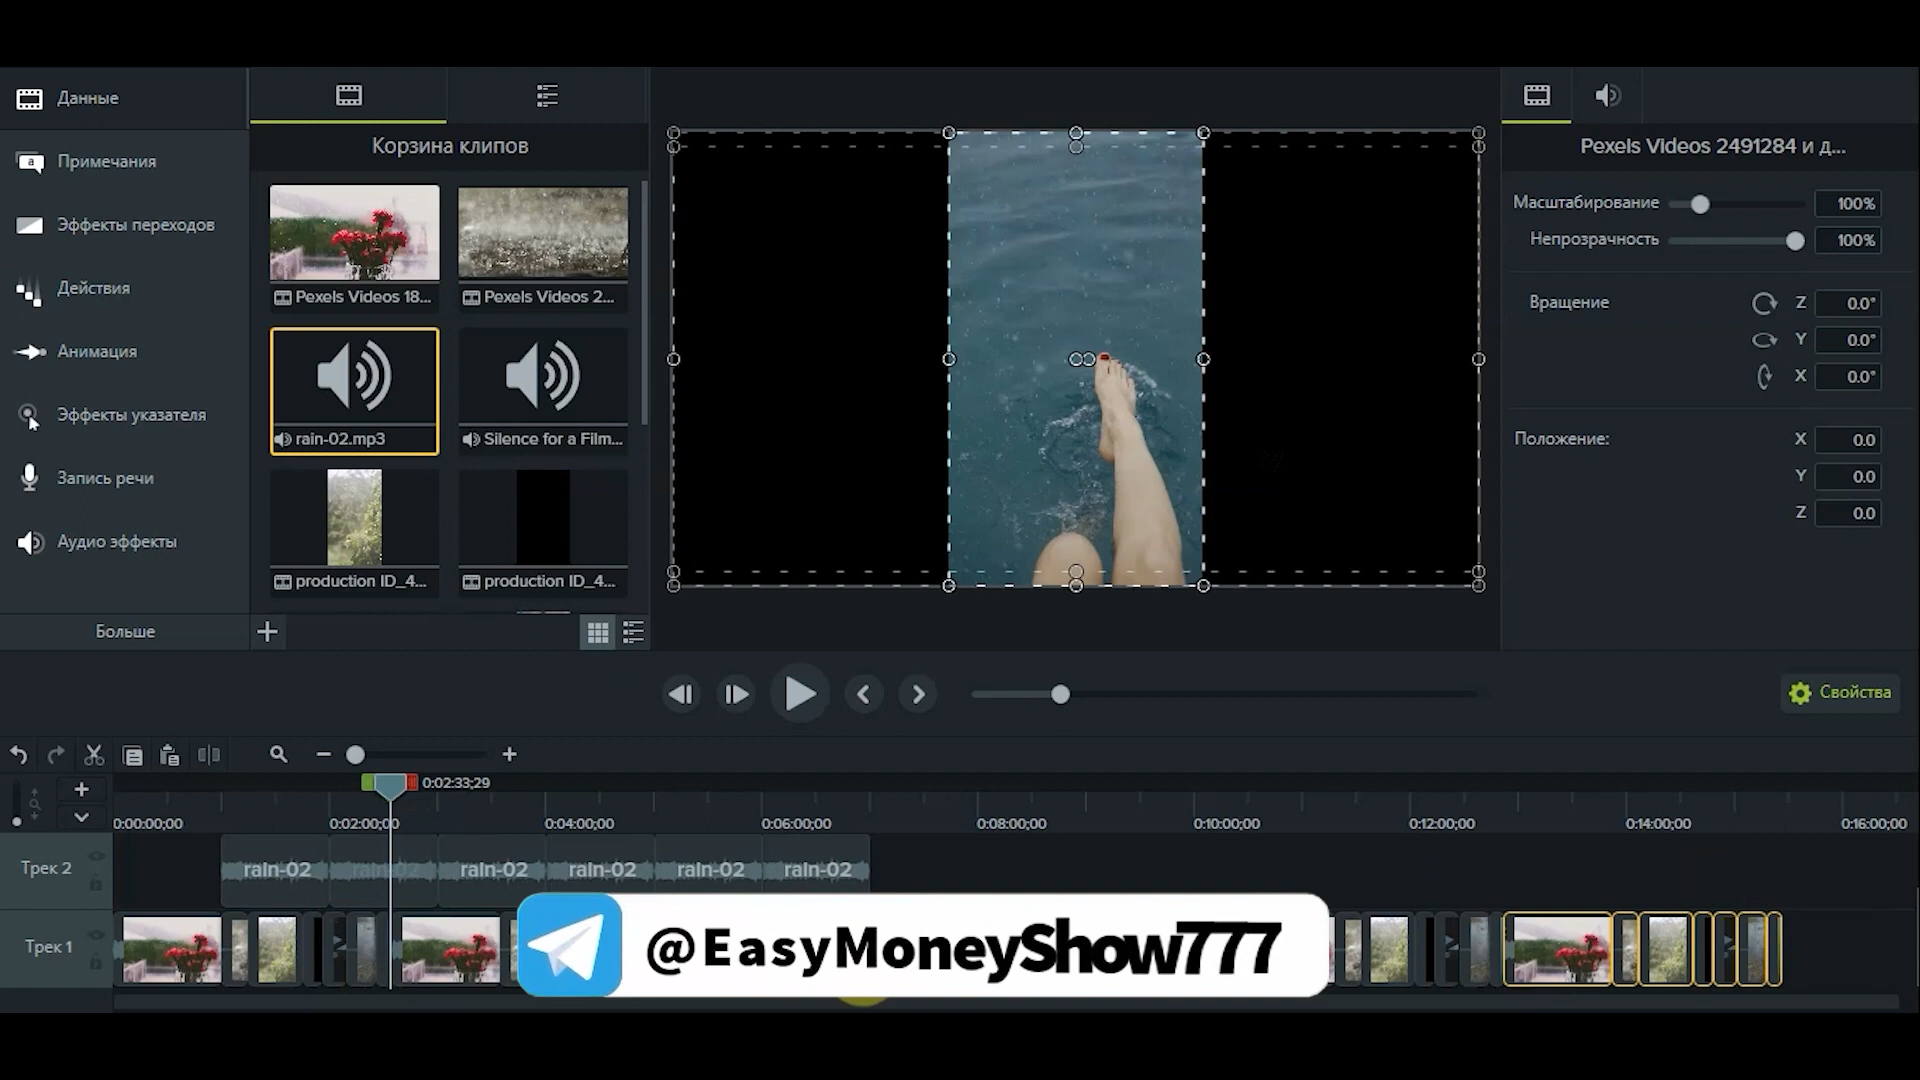 Данные
Примечания
Эффекты переходов
Действия
Анимация
Эффекты указателя
Запись речи
Аудио эффекты
Больше
Корзина клипов
Pexels Videos 18...
Pexels Videos 2...
rain-02.mp3
Silence for a Film...
production ID_4...
production ID_4...
Pexels Videos 2491284 и д...
Масштабирование 100%
Непрозрачность 100%
Вращение Z 0.0°
Y 0.0°
X 0.0°
Положение: X 0.0
Y 0.0
Z 0.0
Свойства
0:02:33;29
0:00:00;00 0:02:00;00 0:04:00;00 0:06:00;00 0:08:00;00 0:10:00;00 0:12:00;00 0:14:00;00 0:16:00;00
Трек 2
rain-02 rain-02 rain-02 rain-02 rain-02 rain-02
Трек 1
@EasyMoneyShow777